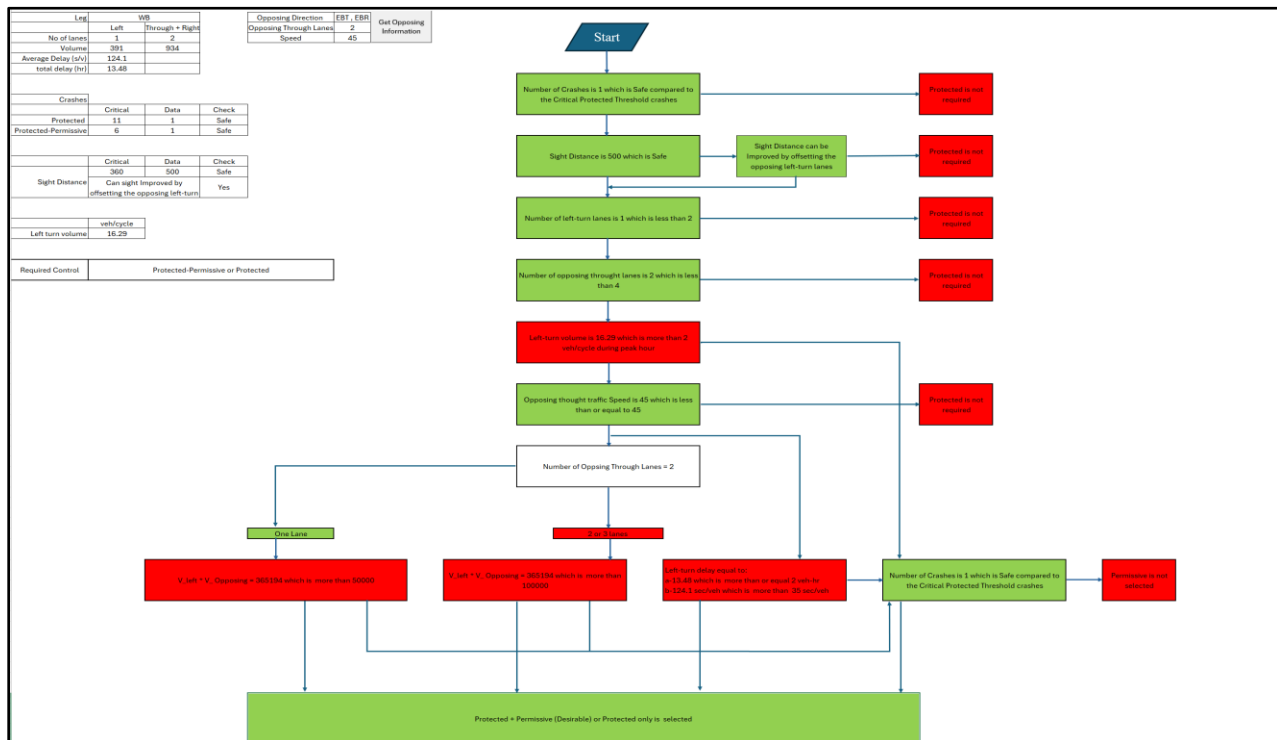 Leg WB
Left Through + Right
No of lanes 1 2
Volume 391 934
Average Delay (s/v) 124.1
total delay (hr) 13.48
Opposing Direction EBT , EBR
Opposing Through Lanes 2
Speed 45
Get Opposing
Information
Crashes
Critical Data Check
Protected 11 1 Safe
Protected-Permissive 6 1 Safe
Critical Data Check
360 500 Safe
Sight Distance
Can sight Improved by
offsetting the opposing left-turn
Yes
veh/cycle
Left turn volume 16.29
Required Control Protected-Permissive or Protected
Start
Number of Crashes is 1 which is Safe compared to
the Critical Protected Threshold crashes
Protected is not
required
Sight Distance is 500 which is Safe
Sight Distance can be
Improved by offsetting the
opposing left-turn lanes
Protected is not
required
Number of left-turn lanes is 1 which is less than 2
Protected is not
required
Number of opposing throught lanes is 2 which is less
than 4
Protected is not
required
Left-turn volume is 16.29 which is more than 2
veh/cycle during peak hour
Opposing thought traffic Speed is 45 which is less
than or equal to 45
Protected is not
required
Number of Oppsing Through Lanes = 2
One Lane
2 or 3 lanes
V_left * V_ Opposing = 365194 which is more than 50000
V_left * V_ Opposing = 365194 which is more than
100000
Left-turn delay equal to:
a-13.48 which is more than or equal 2 veh-hr
b-124.1 sec/veh which is more than 35 sec/veh
Number of Crashes is 1 which is Safe compared to
the Critical Protected Threshold crashes
Permissive is not
selected
Protected + Permissive (Desirable) or Protected only is selected